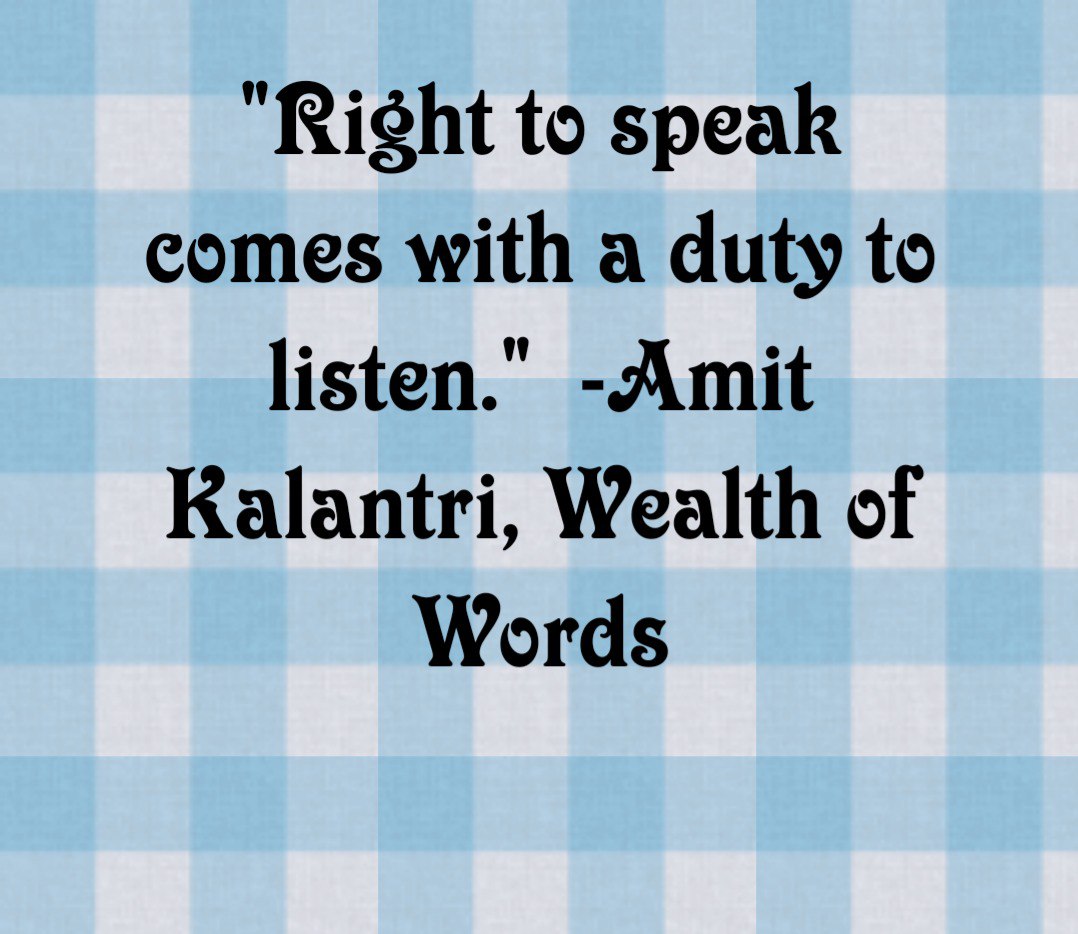 "Right to speak
comes with a duty to
listen."  -Amit
Kalantri, Wealth of
Words